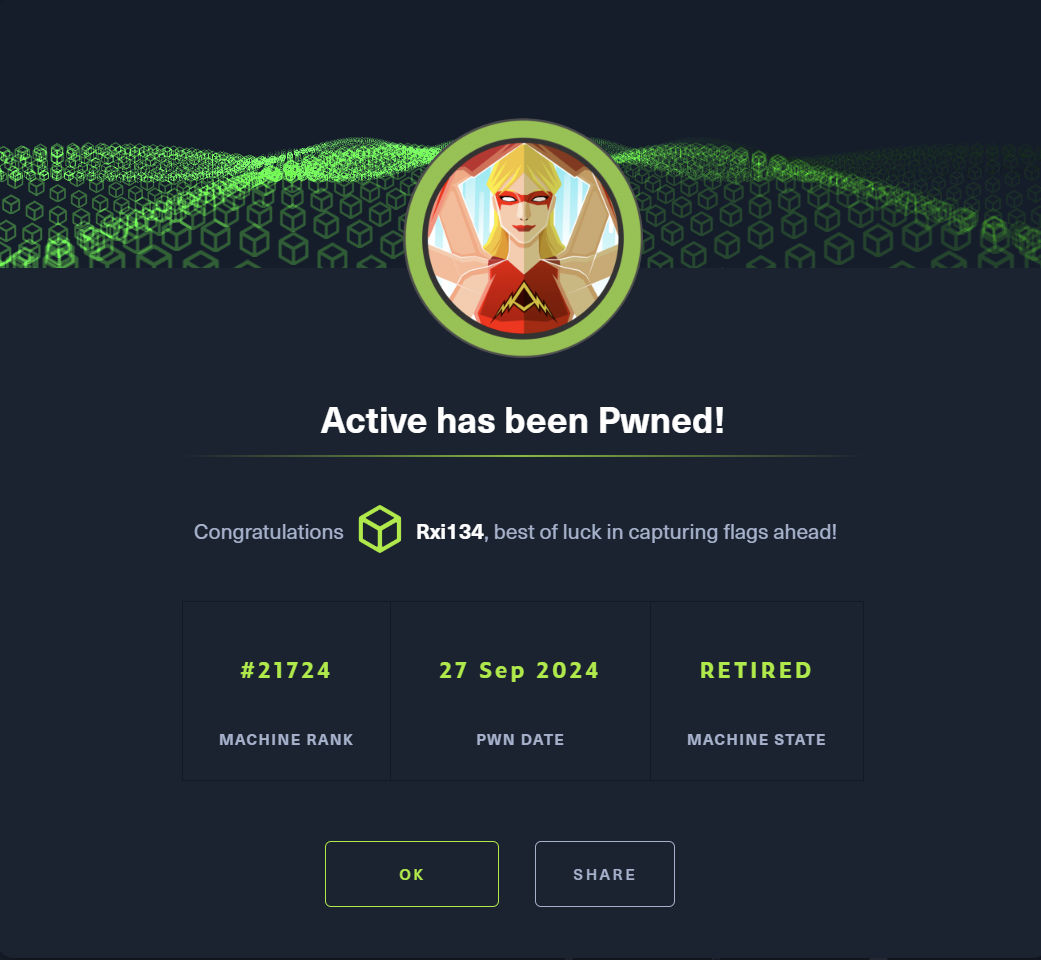 Active has been Pwned!
Congratulations Rxi134, best of luck in capturing flags ahead!
#21724 27 Sep 2024 RETIRED
MACHINE RANK PWN DATE MACHINE STATE
OK SHARE